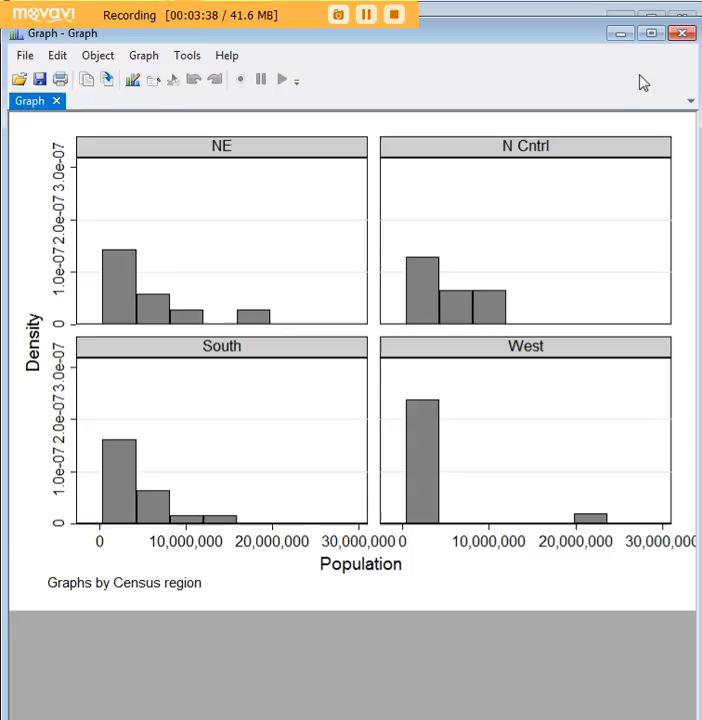 movavi Recording [00:03:38 / 41.6 MB]
Graph - Graph
File Edit Object Graph Tools Help
Graph
NE N Cntrl
0 1.0e-07 2.0e-07 3.0e-07
South West
0 1.0e-07 2.0e-07 3.0e-07
Density
0 10,000,000 20,000,000 30,000,000 0 10,000,000 20,000,000 30,000,000
Population
Graphs by Census region